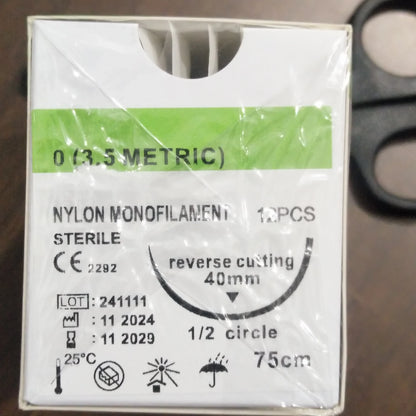 0 (3.5 METRIC)
NYLON MONOFILAMENT 12PCS
STERILE
CE 2292
reverse cutting
40mm
LOT : 241111
: 11 2024
: 11 2029
1/2 circle
25°C
75cm